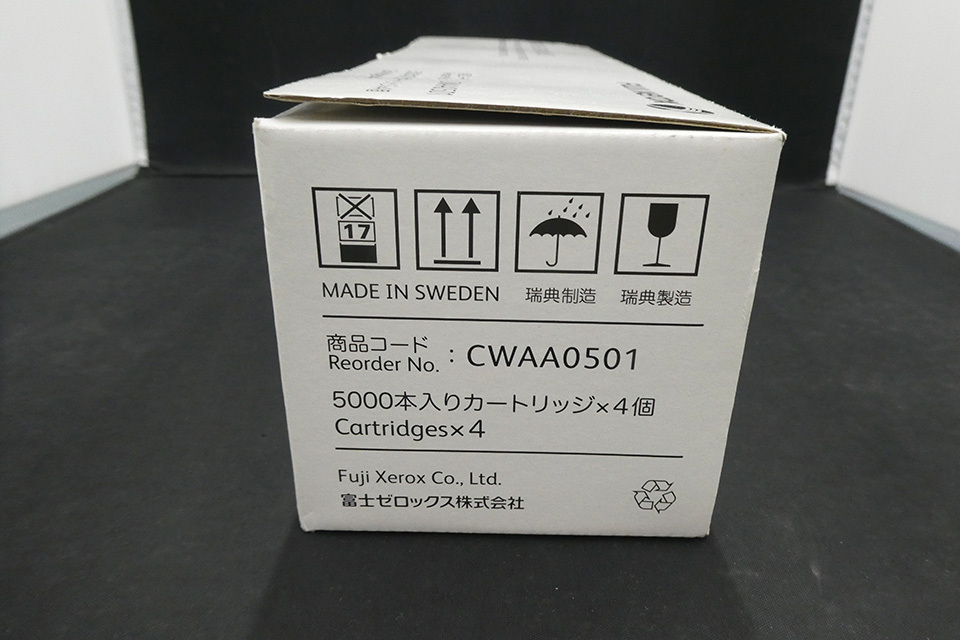 17
MADE IN SWEDEN 瑞典制造 瑞典製造
商品コード
Reorder No. : CWAA0501
5000本入りカートリッジ×4個
Cartridges×4
Fuji Xerox Co., Ltd.
富士ゼロックス株式会社